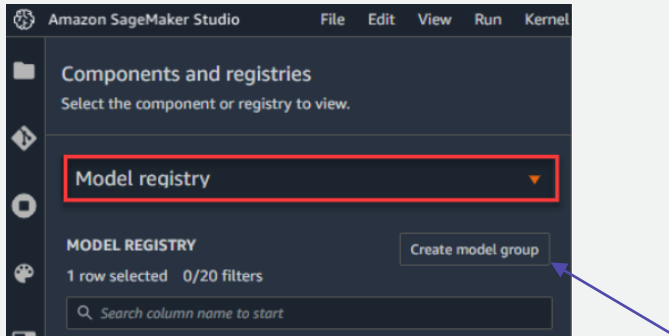 Amazon SageMaker Studio File Edit View Run Kernel
Components and registries
Select the component or registry to view.
Model registry
MODEL REGISTRY
Create model group
1 row selected 0/20 filters
Search column name to start